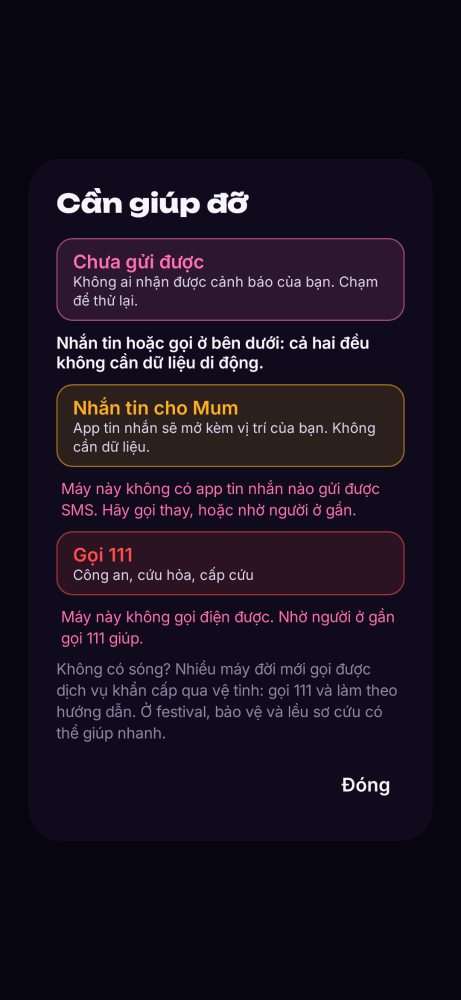 Cần giúp đỡ
Chưa gửi được
Không ai nhận được cảnh báo của bạn. Chạm
để thử lại.
Nhắn tin hoặc gọi ở bên dưới: cả hai đều
không cần dữ liệu di động.
Nhắn tin cho Mum
App tin nhắn sẽ mở kèm vị trí của bạn. Không
cần dữ liệu.
Máy này không có app tin nhắn nào gửi được
SMS. Hãy gọi thay, hoặc nhờ người ở gần.
Gọi 111
Công an, cứu hỏa, cấp cứu
Máy này không gọi điện được. Nhờ người ở gần
gọi 111 giúp.
Không có sóng? Nhiều máy đời mới gọi được
dịch vụ khẩn cấp qua vệ tinh: gọi 111 và làm theo
hướng dẫn. Ở festival, bảo vệ và lều sơ cứu có
thể giúp nhanh.
Đóng